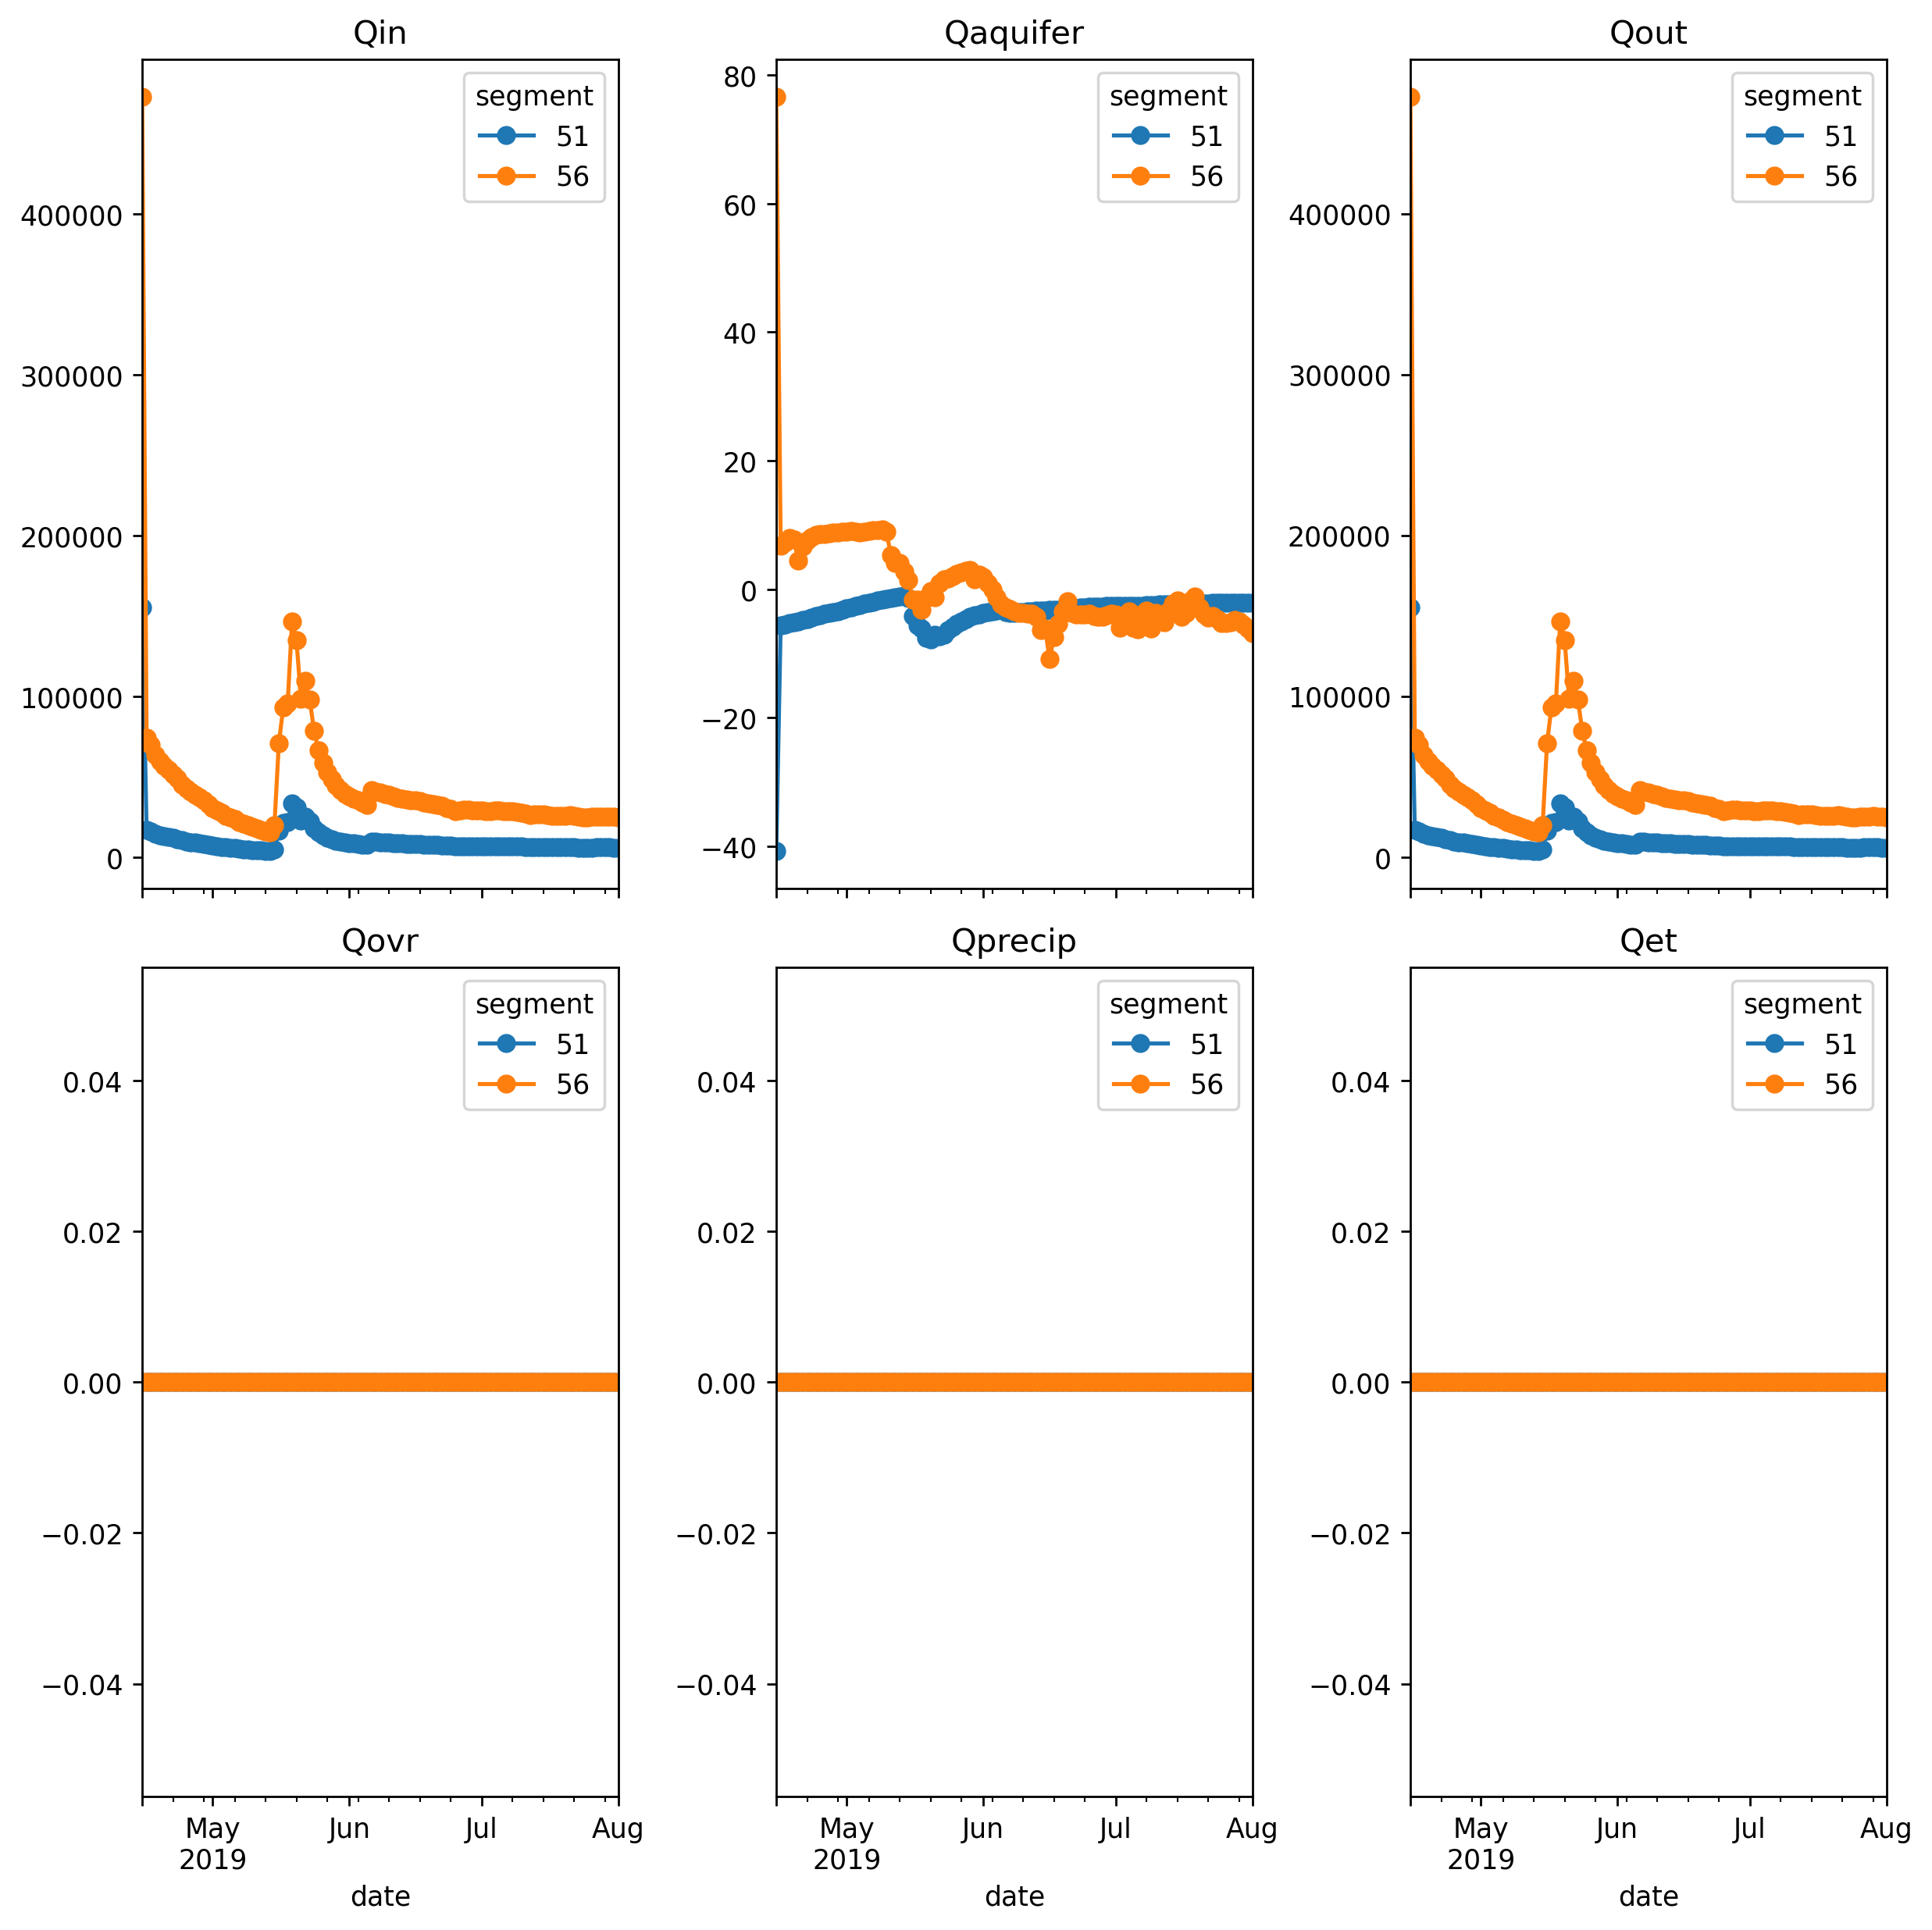 Qin
segment
51
56
400000
300000
200000
100000
0
Qaquifer
segment
51
56
80
60
40
20
0
−20
−40
Qout
segment
51
56
400000
300000
200000
100000
0
Qovr
segment
51
56
0.04
0.02
0.00
−0.02
−0.04
May
2019
Jun
Jul
Aug
date
Qprecip
segment
51
56
0.04
0.02
0.00
−0.02
−0.04
May
2019
Jun
Jul
Aug
date
Qet
segment
51
56
0.04
0.02
0.00
−0.02
−0.04
May
2019
Jun
Jul
Aug
date